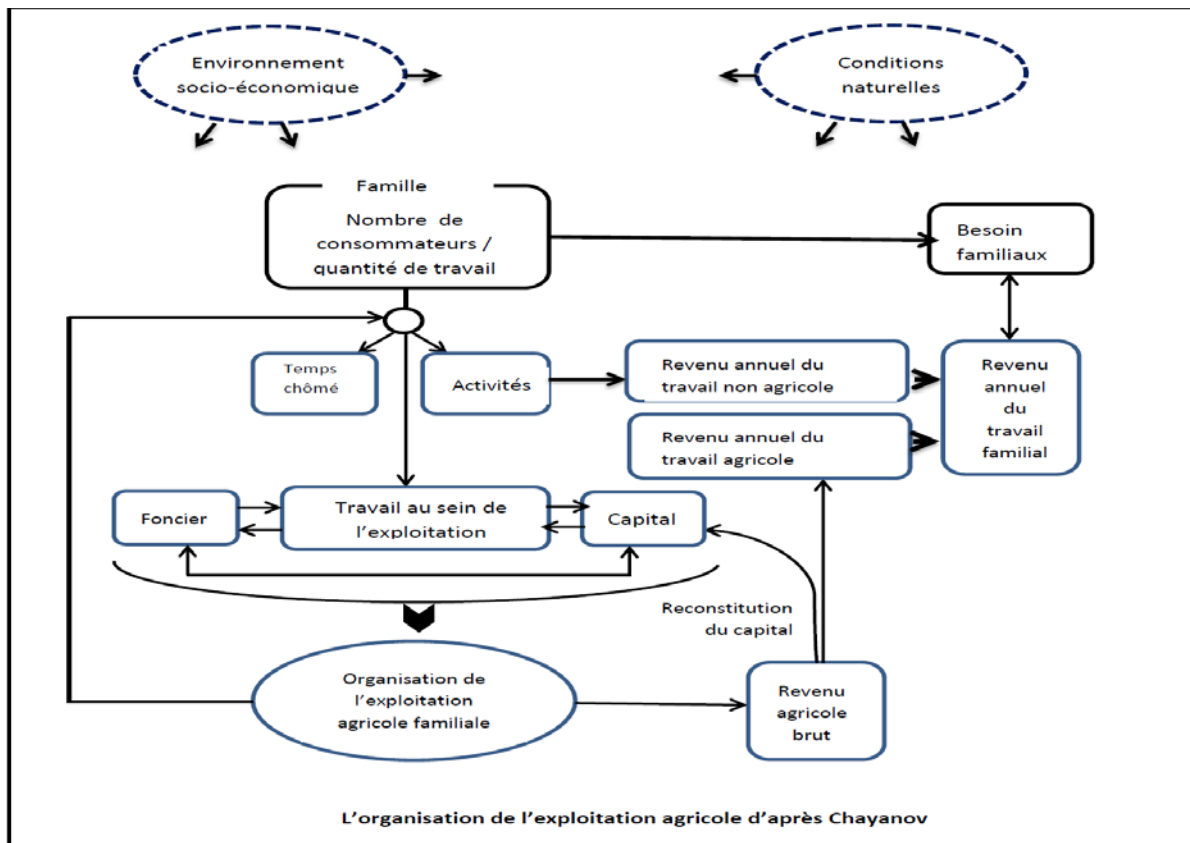 Environnement
socio-économique
Conditions
naturelles
Famille
Nombre de
consommateurs /
quantité de travail
Besoin
familiaux
Temps
chômé
Activités
Revenu annuel du
travail non agricole
Revenu
annuel
du
travail
familial
Revenu annuel du
travail agricole
Foncier
Travail au sein de
l'exploitation
Capital
Reconstitution
du capital
Organisation de
l'exploitation
agricole familiale
Revenu
agricole
brut
L'organisation de l'exploitation agricole d'après Chayanov